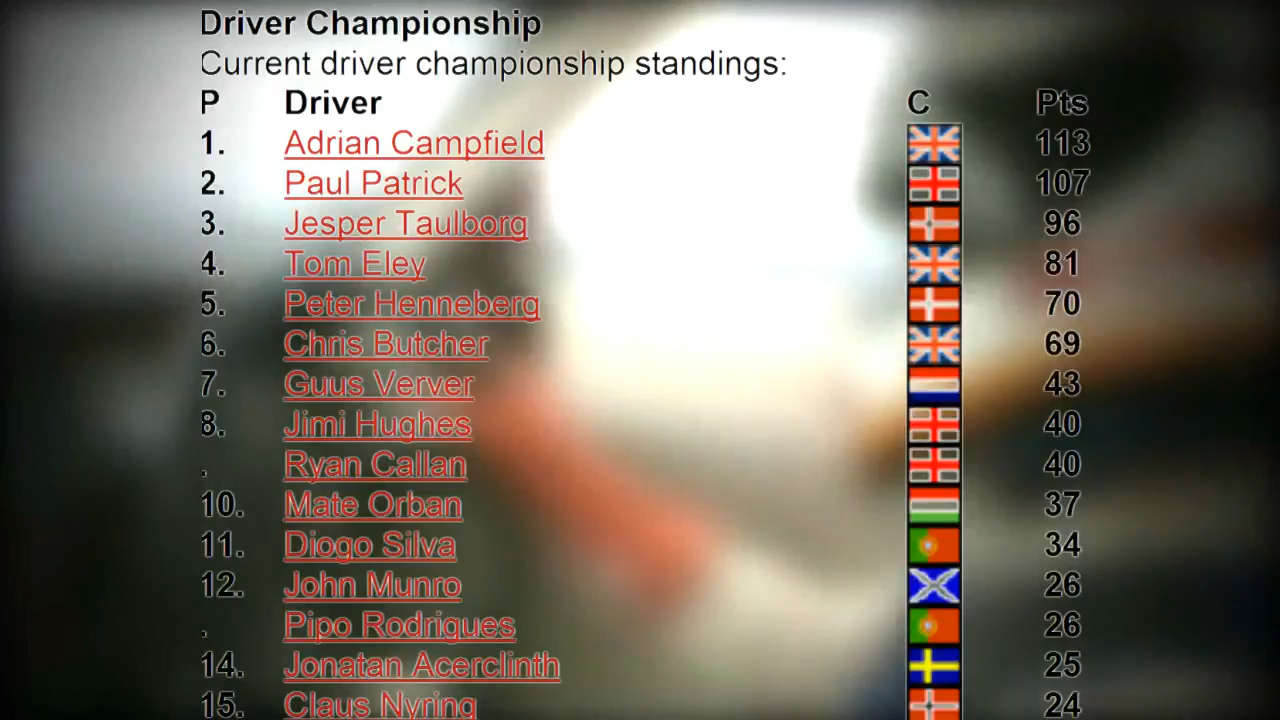 Driver Championship
Current driver championship standings:
P Driver C Pts
1. Adrian Campfield 113
2. Paul Patrick 107
3. Jesper Taulborg 96
4. Tom Eley 81
5. Peter Henneberg 70
6. Chris Butcher 69
7. Guus Verver 43
8. Jimi Hughes 40
. Ryan Callan 40
10. Mate Orban 37
11. Diogo Silva 34
12. John Munro 26
. Pipo Rodrigues 26
14. Jonatan Acerclinth 25
15. Claus Nyring 24